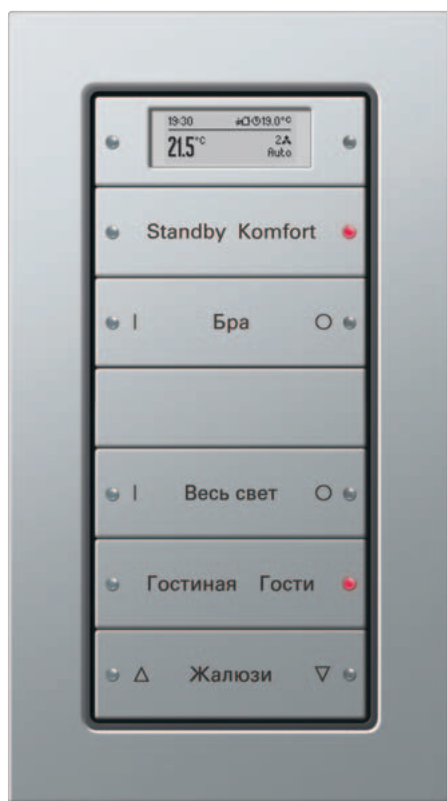 19:30 19.0°C
21.5°C 2
Auto
Standby Komfort
I Бра O
Весь свет
I O
Гостиная Гости
△ Жалюзи ▽